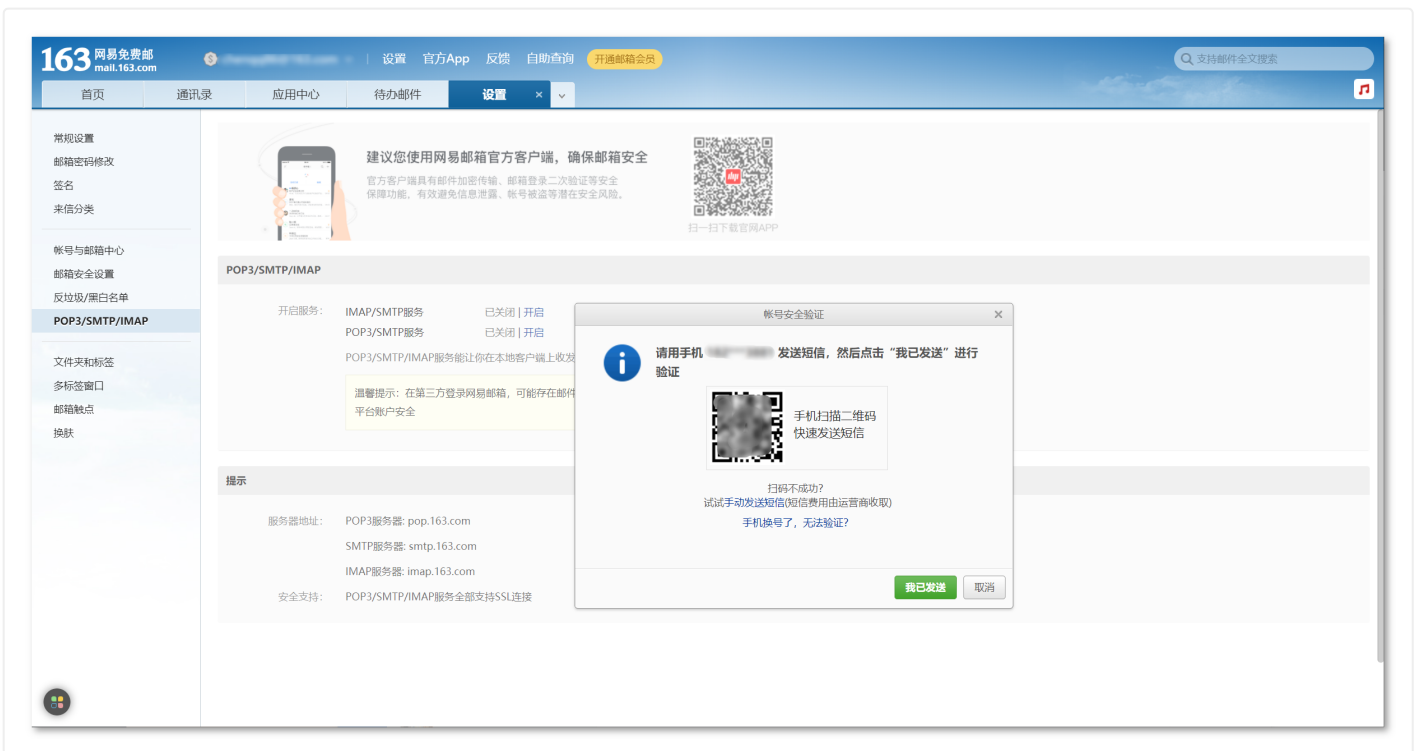 163 网易免费邮
mail.163.com
设置 官方App 反馈 自助查询 开通邮箱会员
支持邮件全文搜索
首页 通讯录 应用中心 待办邮件 设置 ×
常规设置
邮箱密码修改
签名
来信分类
帐号与邮箱中心
邮箱安全设置
反垃圾/黑白名单
POP3/SMTP/IMAP
文件夹和标签
多标签窗口
邮箱触点
换肤
建议您使用网易邮箱官方客户端，确保邮箱安全
官方客户端具有邮件加密传输、邮箱登录二次验证等安全
保障功能，有效避免信息泄露、帐号被盗等潜在安全风险。
扫一扫下载官网APP
POP3/SMTP/IMAP
开启服务： IMAP/SMTP服务 已关闭 | 开启
POP3/SMTP服务 已关闭 | 开启
POP3/SMTP/IMAP服务能让你在本地客户端上收发
温馨提示：在第三方登录网易邮箱，可能存在邮件
平台账户安全
提示
服务器地址： POP3服务器: pop.163.com
SMTP服务器: smtp.163.com
IMAP服务器: imap.163.com
安全支持： POP3/SMTP/IMAP服务全部支持SSL连接
帐号安全验证 ×
请用手机 发送短信，然后点击“我已发送”进行
验证
手机扫描二维码
快速发送短信
扫码不成功?
试试手动发送短信(短信费用由运营商收取)
手机换号了，无法验证?
我已发送 取消